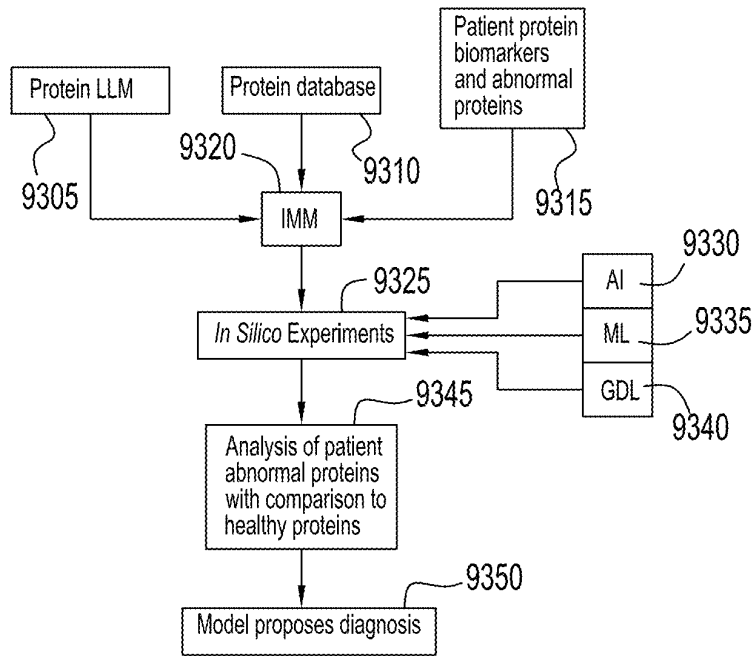 Patient protein
biomarkers
and abnormal
proteins
Protein LLM
Protein database
9305
9320
9310
9315
IMM
9325
In Silico Experiments
AI
9330
ML
9335
GDL
9340
9345
Analysis of patient
abnormal proteins
with comparison to
healthy proteins
9350
Model proposes diagnosis